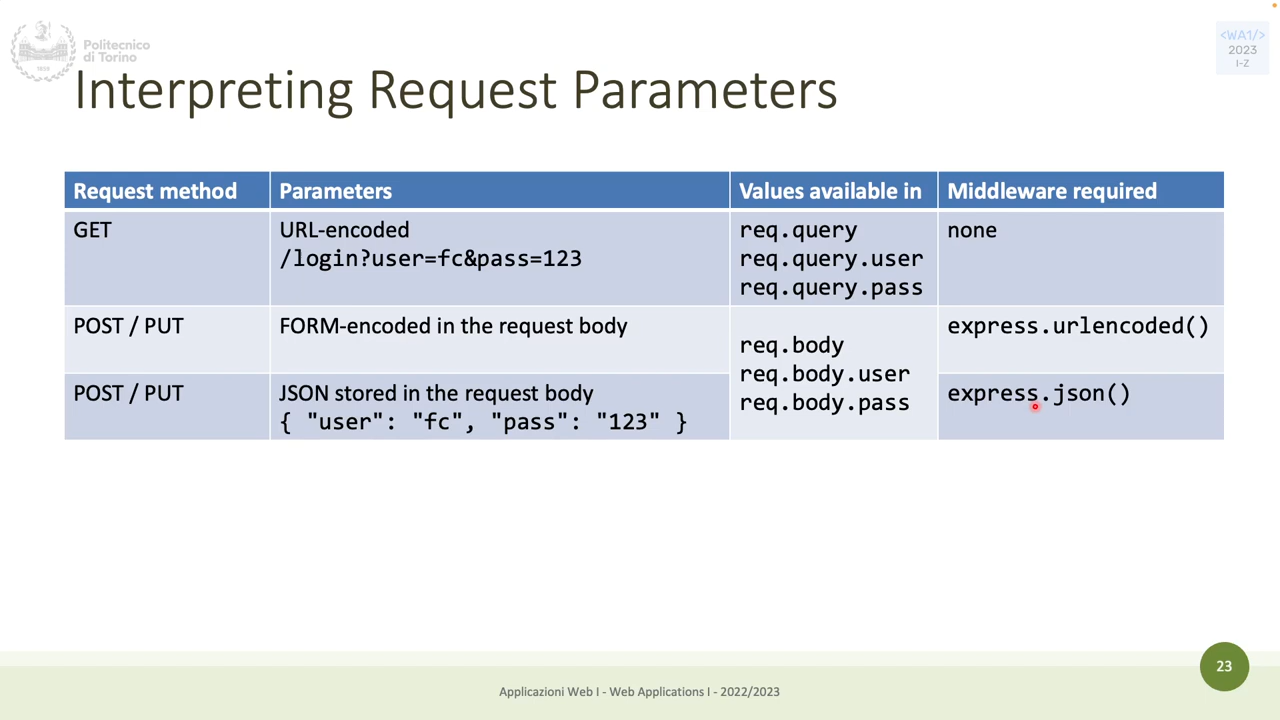 Politecnico
di Torino
1859
<WA1/>
2023
I-Z
Interpreting Request Parameters
Request method
Parameters
Values available in
Middleware required
GET
URL-encoded
/login?user=fc&pass=123
req.query
req.query.user
req.query.pass
none
POST / PUT
FORM-encoded in the request body
req.body
req.body.user
req.body.pass
express.urlencoded()
POST / PUT
JSON stored in the request body
{ "user": "fc", "pass": "123" }
express.json()
23
Applicazioni Web I - Web Applications I - 2022/2023